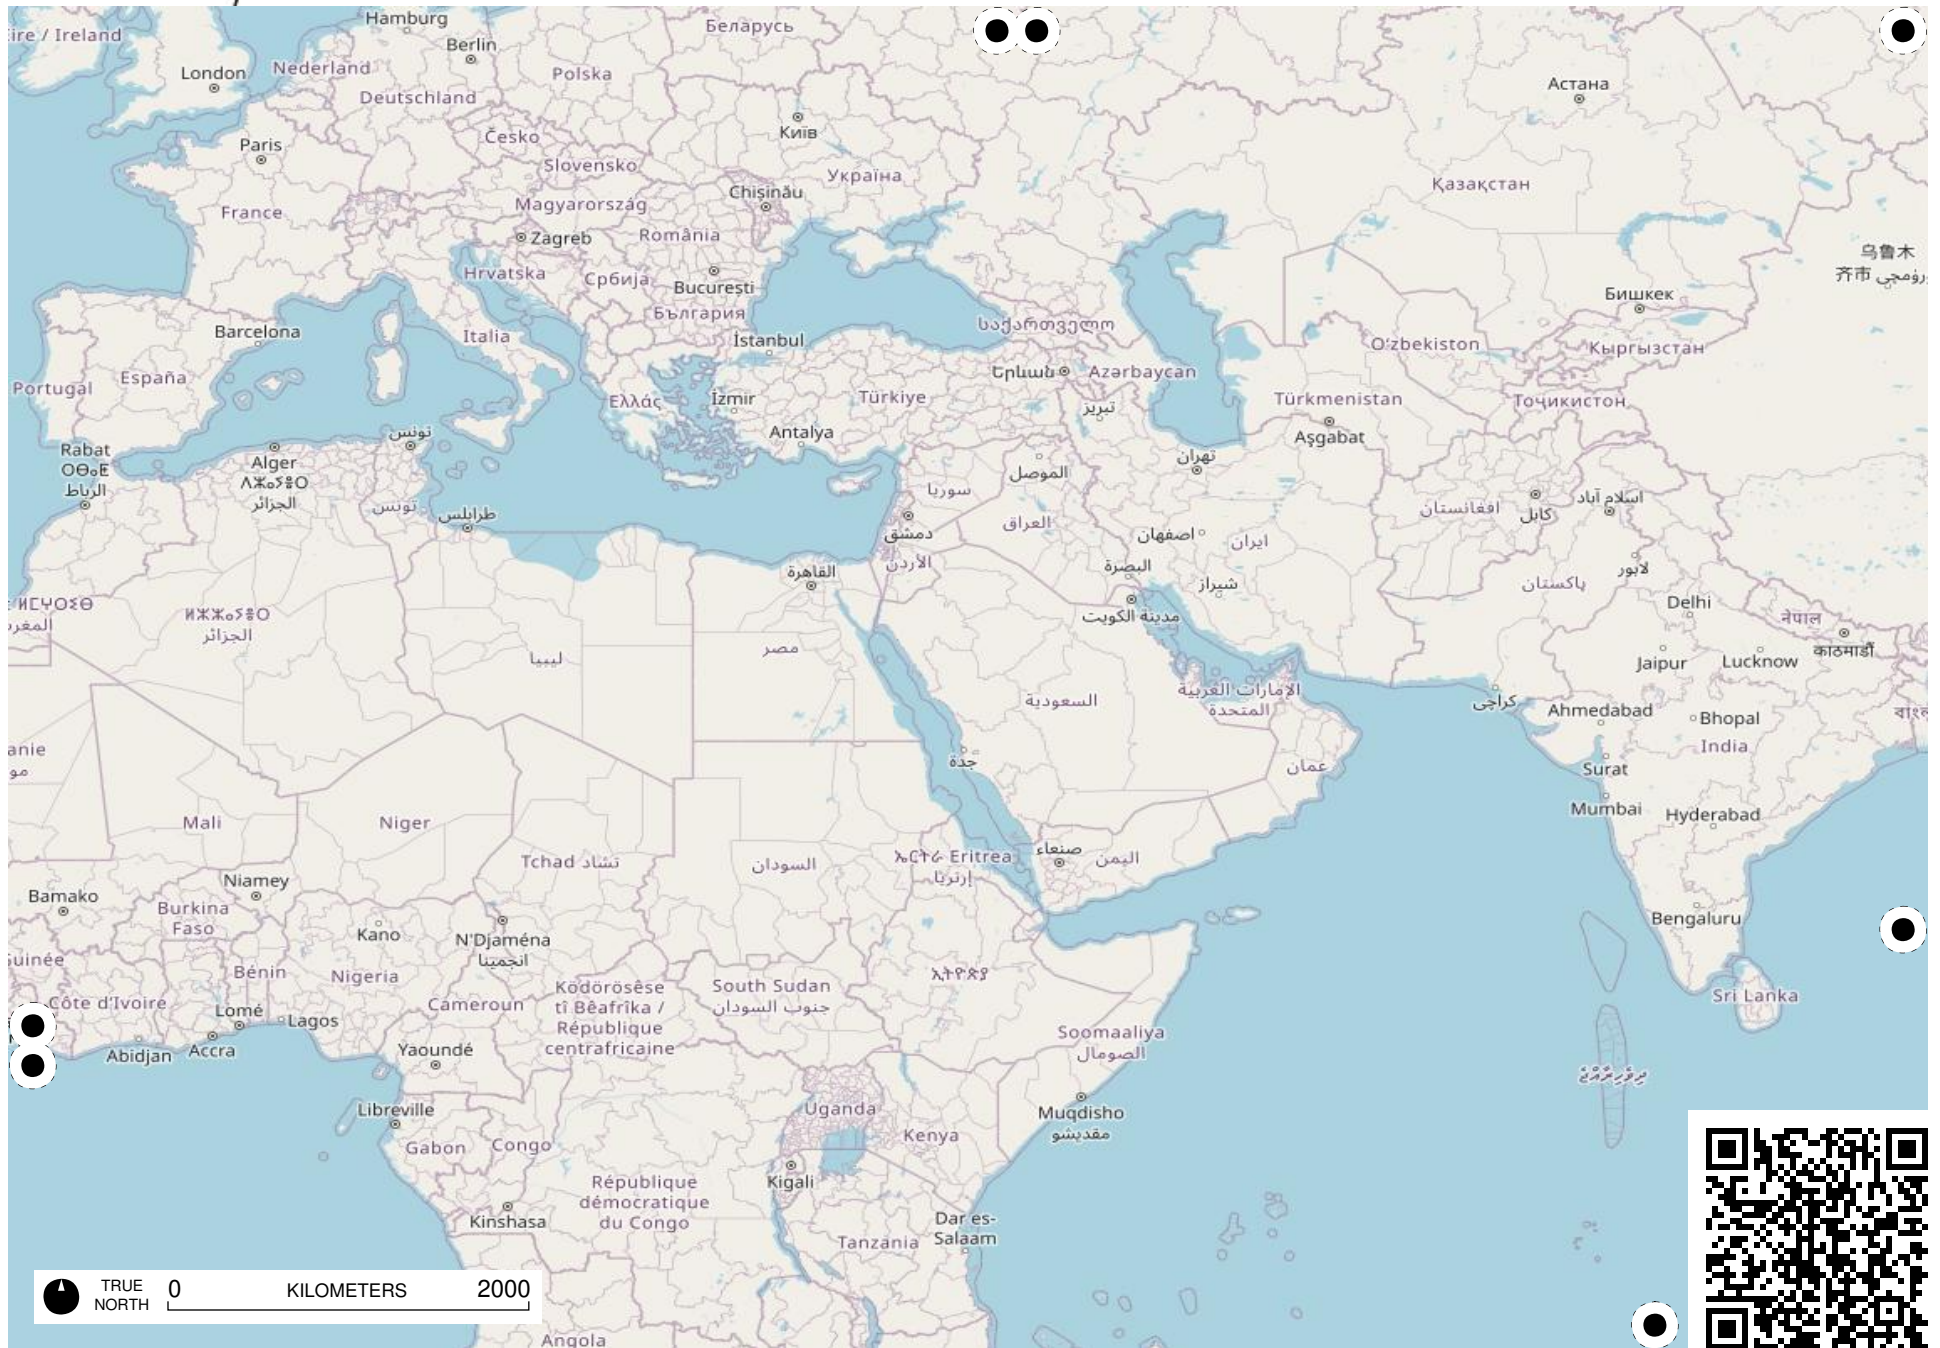 Hamburg
Беларусь
Berlin
London
Nederland
Polska
Астана
Deutschland
Київ
Česko
Paris
Slovensko
Україна
Қазақстан
Chișinău
Magyarország
France
Zagreb
România
乌鲁木
齐市
Hrvatska
Србија
București
Бишкек
България
Barcelona
Italia
İstanbul
საქართველო
O'zbekiston
Кыргызстан
Portugal
España
Ελλάς
İzmir
Türkiye
Երևան
Azərbaycan
Türkmenistan
Тоҷикистон
تبریز
تونس
Antalya
Aşgabat
Rabat
ⵔⴱⴰⵟ
الرباط
Alger
الجزائر
تهران
الموصل
سوريا
تونس
طرابلس
افغانستان
کابل
اسلام آباد
دمشق
العراق
اصفهان
ایران
الأردن
القاهرة
البصرة
شیراز
پاکستان
لاہور
Delhi
नेपाल
काठमाडौं
مدينة الكويت
الجزائر
ليبيا
مصر
Jaipur
Lucknow
السعودية
الإمارات العربية
المتحدة
کراچی
Ahmedabad
Bhopal
India
جدة
عمان
Surat
Mumbai
Hyderabad
Mali
Niger
Tchad تشاد
السودان
ኤርትራ Eritrea
إرتريا
صنعاء
اليمن
Bamako
Niamey
Burkina
Faso
Kano
N'Djaména
انجمينا
Bengaluru
Bénin
Nigeria
ኢትዮጵያ
Côte d'Ivoire
Cameroun
Ködörösêse
tî Bêafrîka /
République
centrafricaine
South Sudan
جنوب السودان
Sri Lanka
Lomé
Lagos
Abidjan
Accra
Yaoundé
Soomaaliya
الصومال
ދިވެހިރާއްޖެ
Libreville
Uganda
Muqdisho
مقديشو
Gabon
Congo
Kenya
République
démocratique
du Congo
Kigali
Kinshasa
Dar es-
Salaam
Tanzania
TRUE
NORTH
0 KILOMETERS 2000
Angola